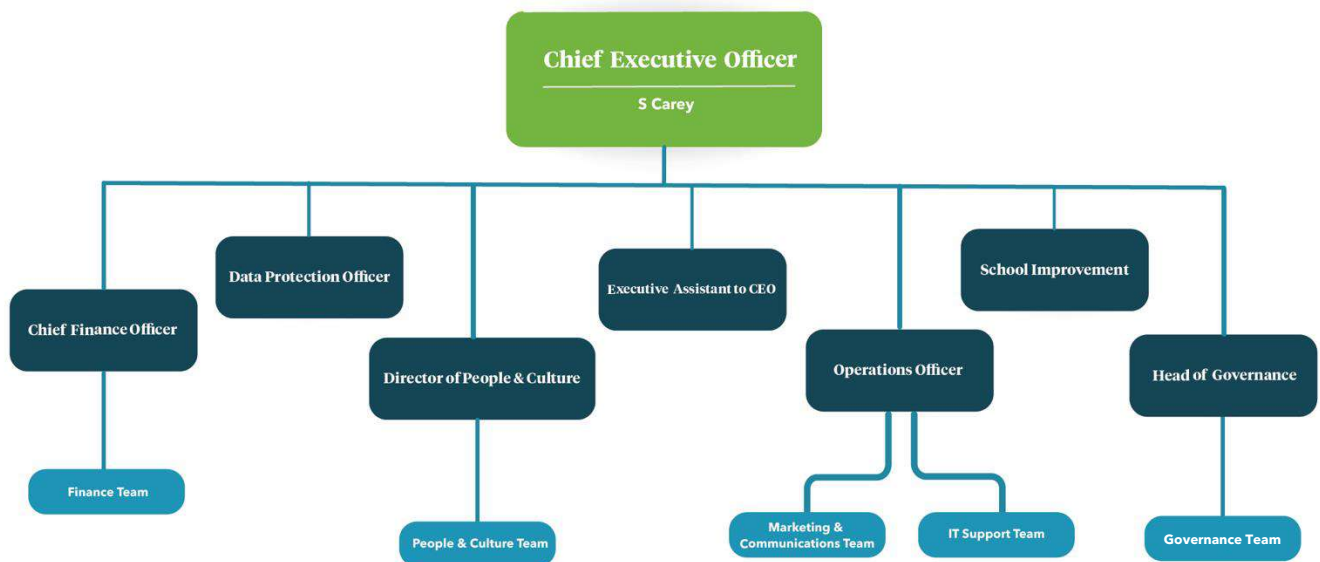 Chief Executive Officer
S Carey
Data Protection Officer
School Improvement
Executive Assistant to CEO
Chief Finance Officer
Director of People & Culture
Operations Officer
Head of Governance
Finance Team
People & Culture Team
Marketing &
Communications Team
IT Support Team
Governance Team